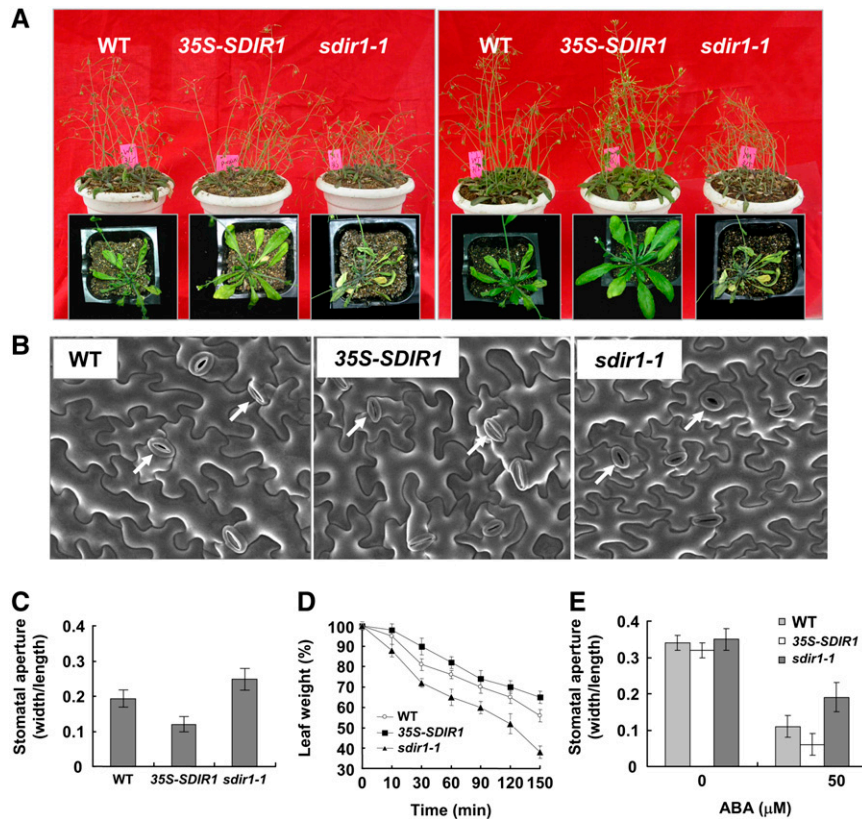 A
WT 35S-SDIR1 sdir1-1
WT 35S-SDIR1 sdir1-1
B
WT
35S-SDIR1
sdir1-1
C
Stomatal aperture
(width/length)
0.4
0.3
0.2
0.1
0
WT 35S-SDIR1 sdir1-1
D
Leaf weight (%)
100
90
80
70
60
50
40
30
WT
35S-SDIR1
sdir1-1
0 10 30 60 90 120 150
Time (min)
E
Stomatal aperture
(width/length)
0.4
0.3
0.2
0.1
0
WT
35S-SDIR1
sdir1-1
0 50
ABA (μM)